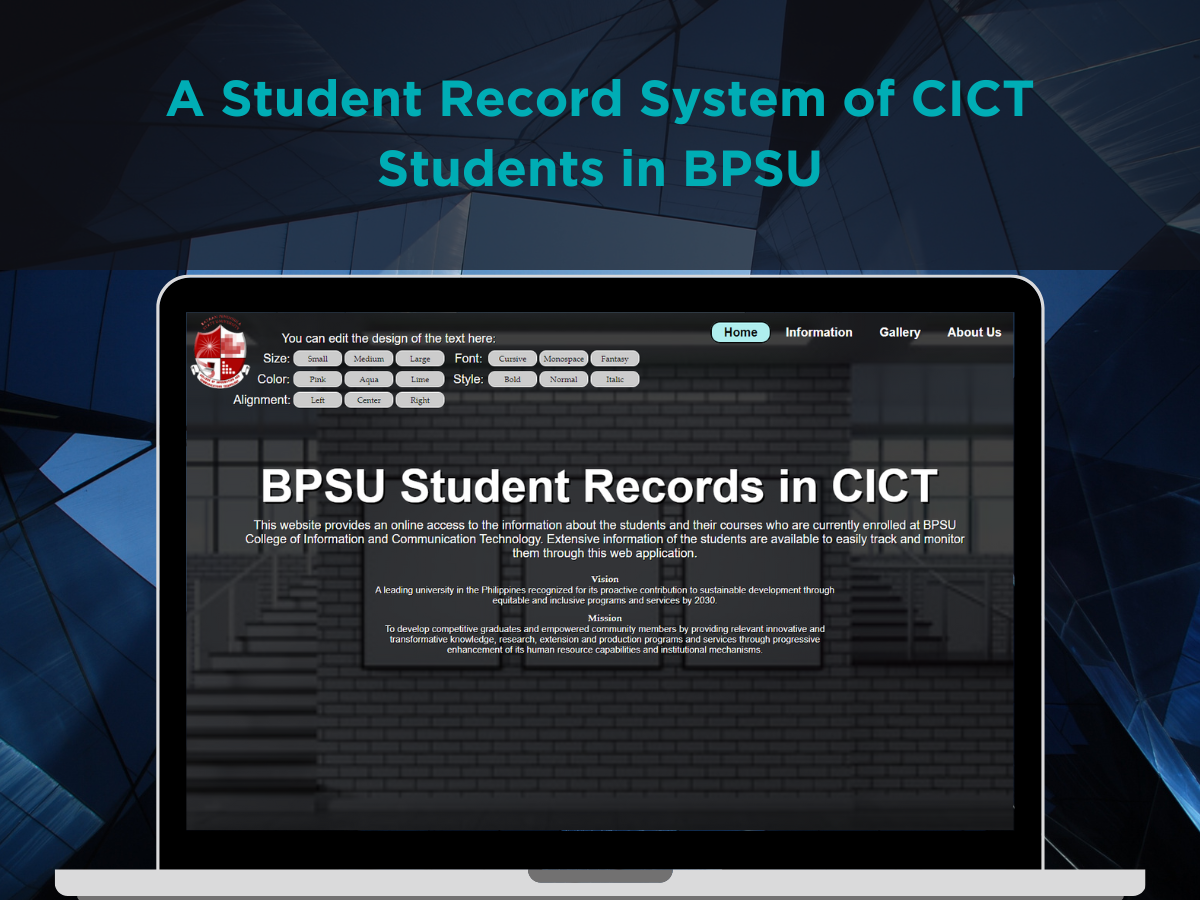 A Student Record System of CICT
Students in BPSU
You can edit the design of the text here:
Size: Small Medium Large Font: Cursive Monospace Fantasy
Color: Pink Aqua Lime Style: Bold Normal Italic
Alignment: Left Center Right
Home Information Gallery About Us
BPSU Student Records in CICT
This website provides an online access to the information about the students and their courses who are currently enrolled at BPSU
College of Information and Communication Technology. Extensive information of the students are available to easily track and monitor
them through this web application.
Vision
A leading university in the Philippines recognized for its proactive contribution to sustainable development through
equitable and inclusive programs and services by 2030.
Mission
To develop competitive graduates and empowered community members by providing relevant innovative and
transformative knowledge, research, extension and production programs and services through progressive
enhancement of its human resource capabilities and institutional mechanisms.